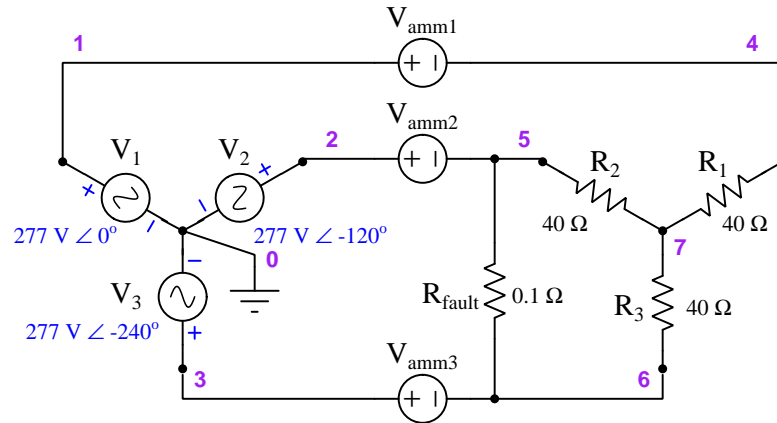 V_amm1
1
4
V_amm2
2
5
V_1
V_2
R_2
R_1
+
+
−
−
+ −
+ −
277 V ∠ 0°
277 V ∠ -120°
0
40 Ω
40 Ω
7
−
V_3
R_fault
0.1 Ω
R_3
40 Ω
277 V ∠ -240°
+
V_amm3
3
6
+ −